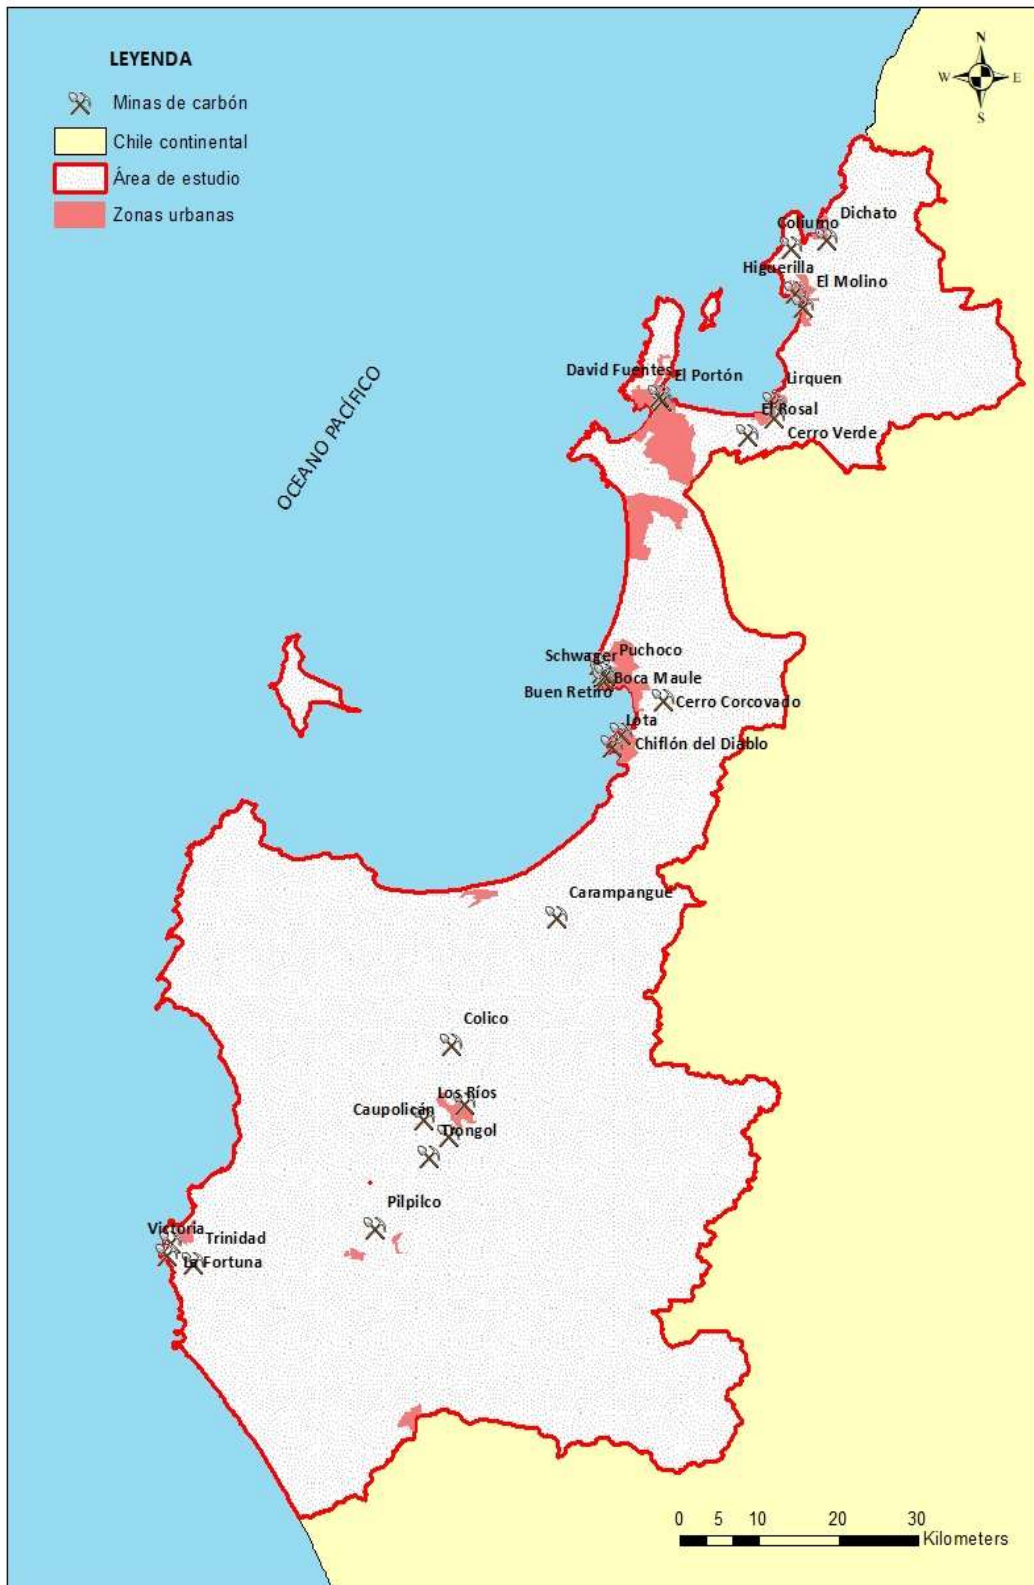 LEYENDA
Minas de carbón
Chile continental
Área de estudio
Zonas urbanas
N
W E
S
OCEANO PACÍFICO
Dichato
Coliumo
Higuerilla
El Molino
David Fuentes
El Portón
Lirquen
El Rosal
Cerro Verde
Puchoco
Schwager
Boca Maule
Buen Retiro
Cerro Corcovado
Lota
Chiflón del Diablo
Carampangue
Colico
Los Ríos
Caupolicán
Trongol
Pilpilco
Victoria
Trinidad
La Fortuna
0 5 10 20 30
Kilometers